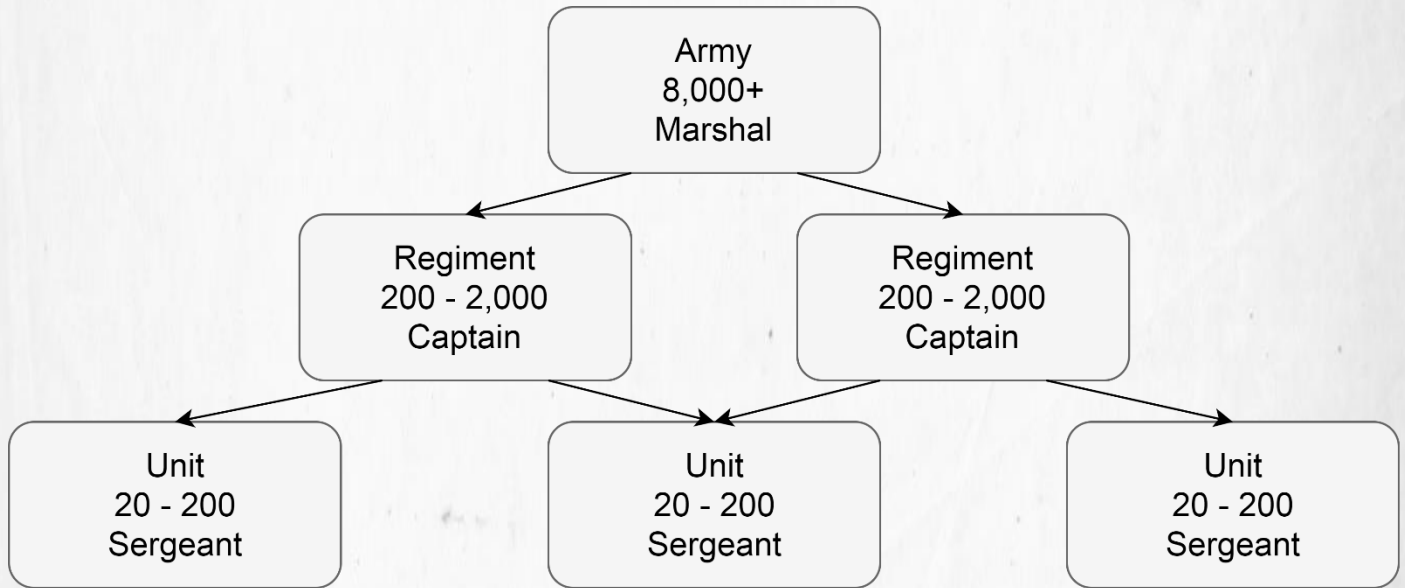 Army
8,000+
Marshal
Regiment
200 - 2,000
Captain
Regiment
200 - 2,000
Captain
Unit
20 - 200
Sergeant
Unit
20 - 200
Sergeant
Unit
20 - 200
Sergeant